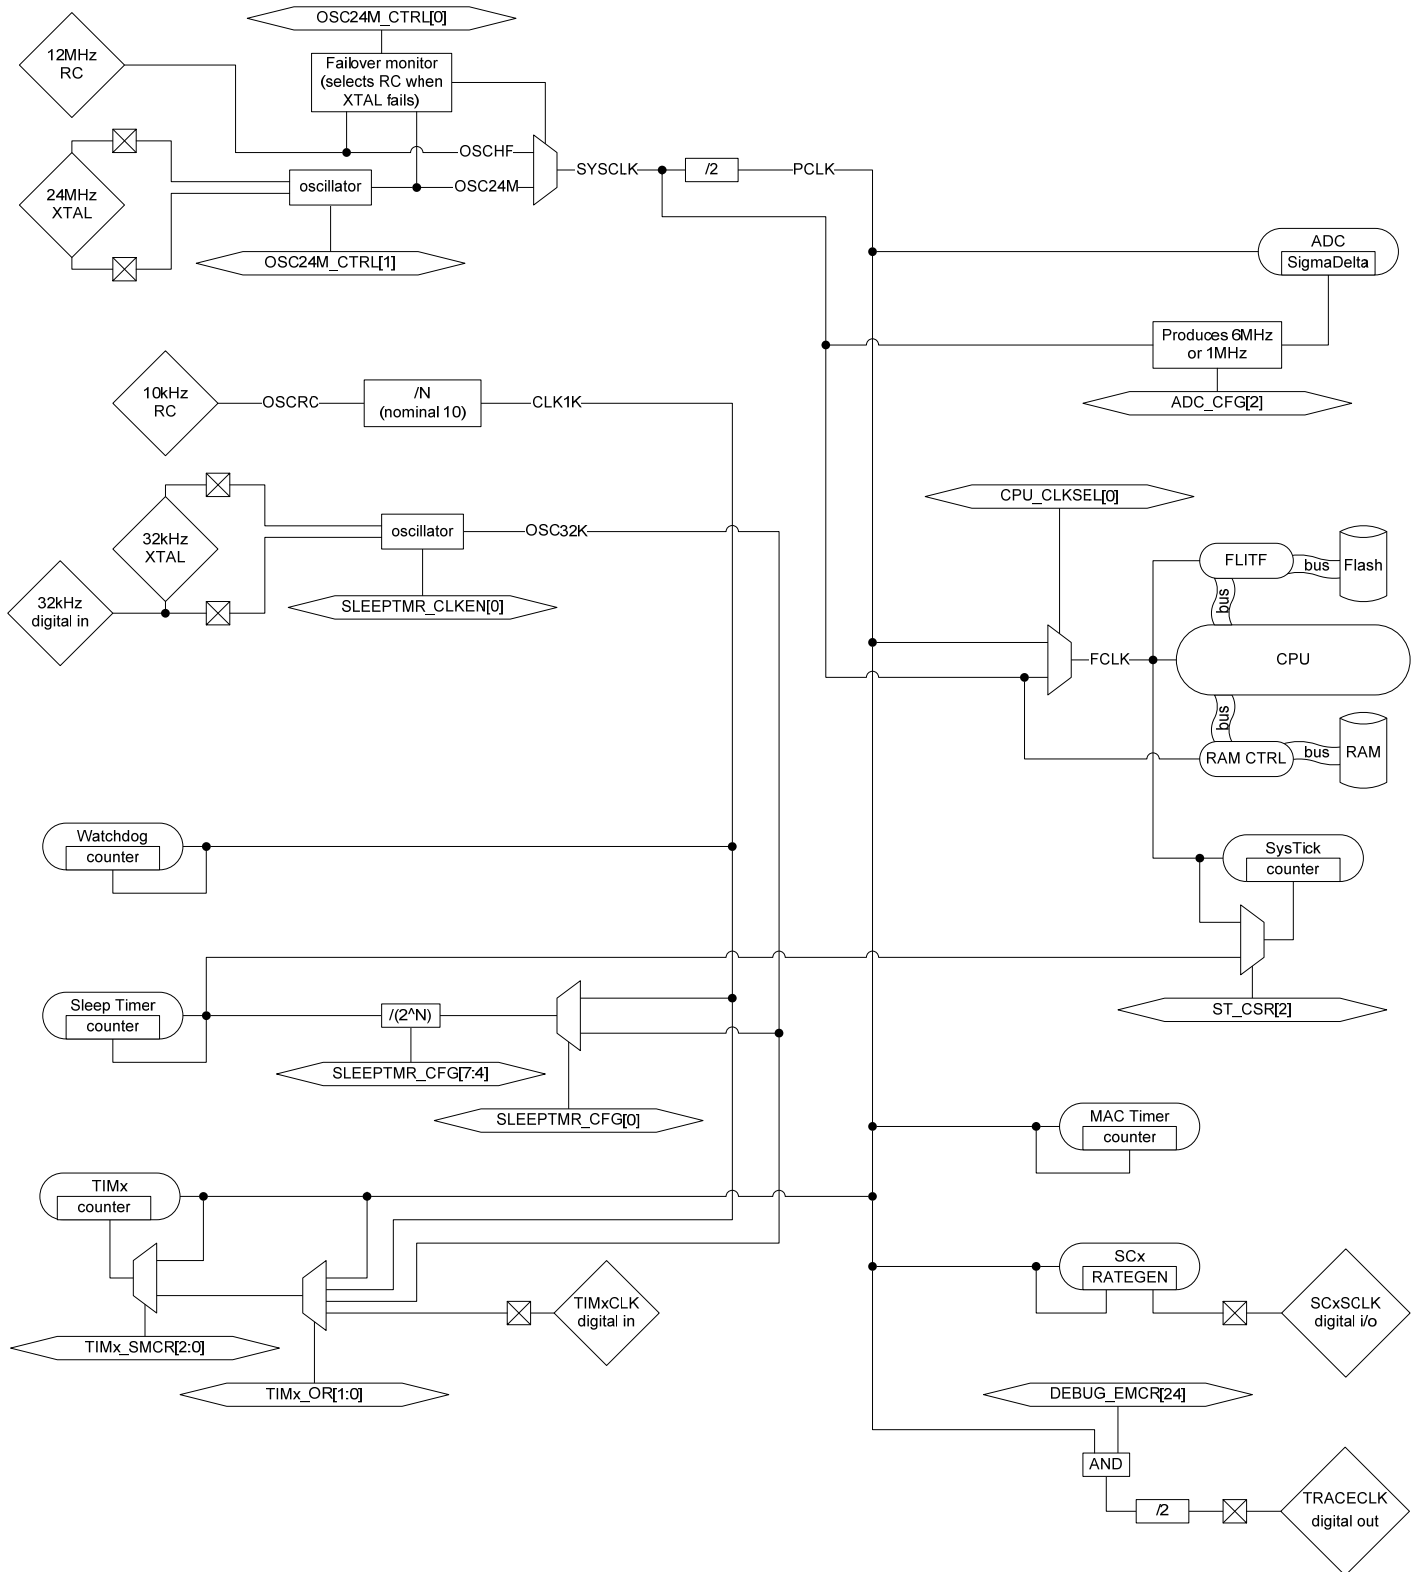 OSC24M_CTRL[0]
12MHz
RC
Failover monitor
(selects RC when
XTAL fails)
OSCHF
SYSCLK
/2
PCLK
24MHz
XTAL
oscillator
OSC24M
OSC24M_CTRL[1]
ADC
SigmaDelta
Produces 6MHz
or 1MHz
ADC_CFG[2]
10kHz
RC
OSCRC
/N
(nominal 10)
CLK1K
CPU_CLKSEL[0]
32kHz
XTAL
oscillator
OSC32K
32kHz
digital in
SLEEPTMR_CLKEN[0]
FLITF
bus
Flash
bus
FCLK
CPU
bus
RAM CTRL
bus
RAM
Watchdog
counter
SysTick
counter
Sleep Timer
counter
/(2^N)
ST_CSR[2]
SLEEPTMR_CFG[7:4]
SLEEPTMR_CFG[0]
MAC Timer
counter
TIMx
counter
SCx
RATEGEN
TIMxCLK
digital in
SCxSCLK
digital i/o
TIMx_SMCR[2:0]
TIMx_OR[1:0]
DEBUG_EMCR[24]
AND
/2
TRACECLK
digital out